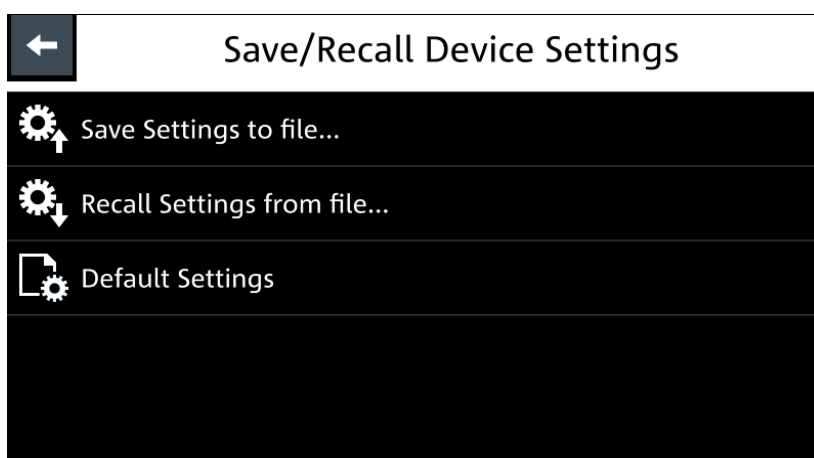 Save/Recall Device Settings
Save Settings to file...
Recall Settings from file...
Default Settings